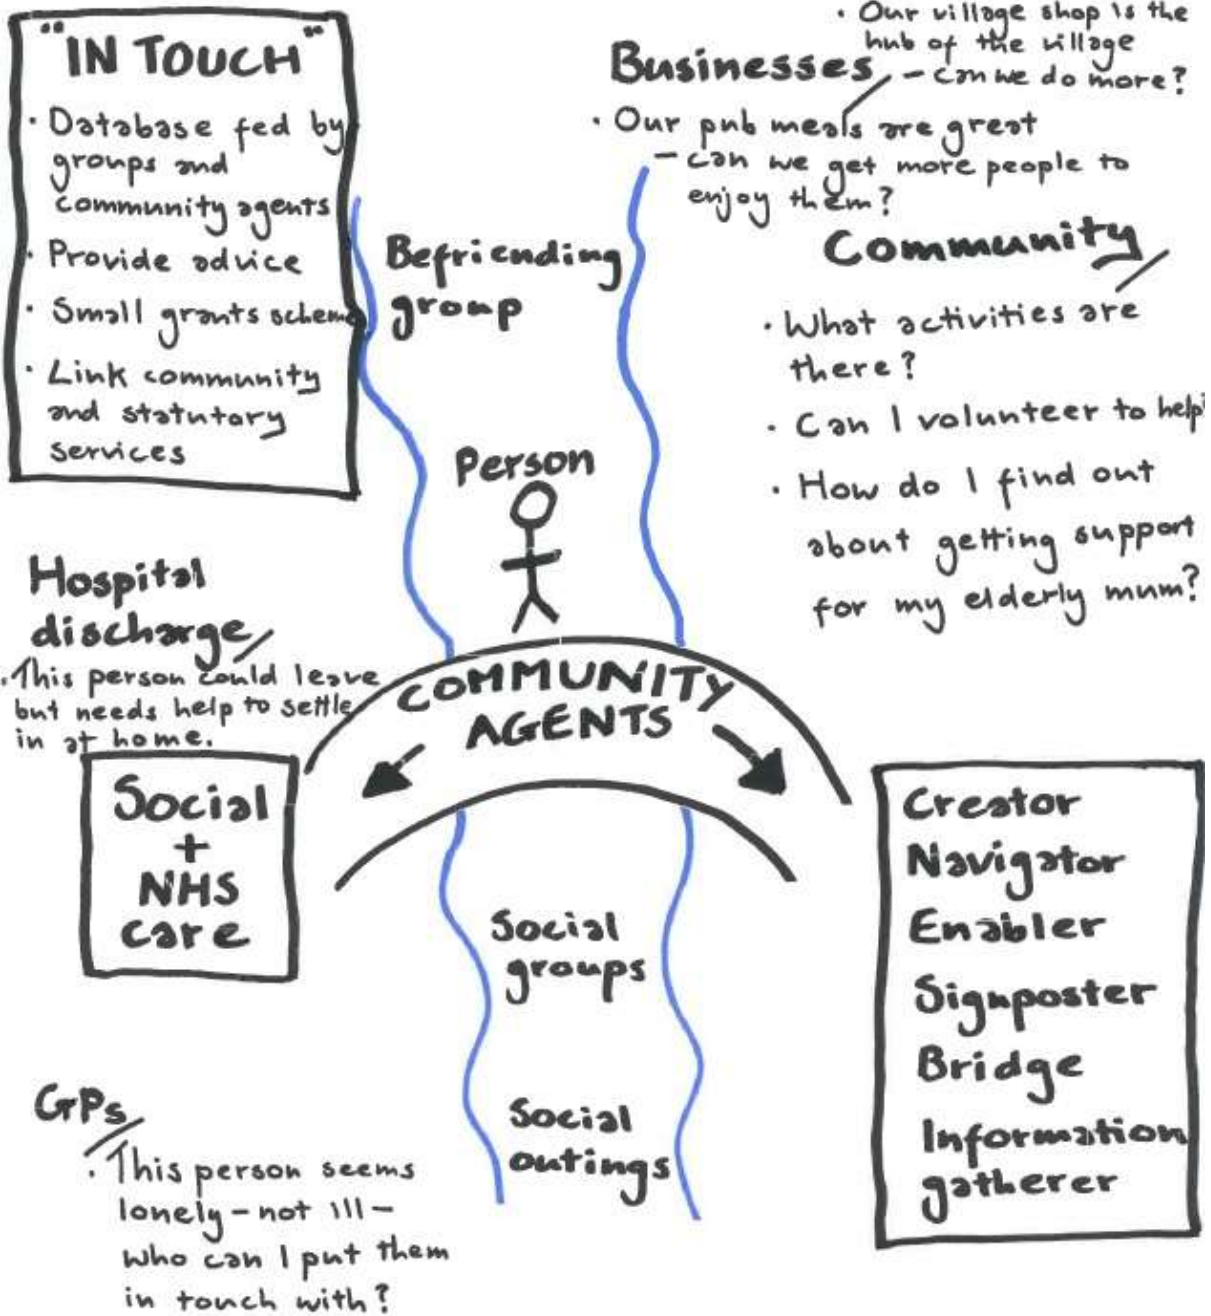 "IN TOUCH"
· Database fed by
groups and
community agents
· Provide advice
· Small grants scheme
· Link community
and statutory
services
· Our village shop is the
hub of the village
- can we do more?
Businesses
· Our pub meals are great
- can we get more people to
enjoy them?
Befriending
group
Community
· What activities are
there?
· Can I volunteer to help?
· How do I find out
about getting support
for my elderly mum?
Person
Hospital
discharge
· This person could leave
but needs help to settle
in at home.
COMMUNITY
AGENTS
Social
+
NHS
care
Creator
Navigator
Enabler
Signposter
Bridge
Information
gatherer
Social
groups
Social
outings
GPs
· This person seems
lonely - not ill -
who can I put them
in touch with?